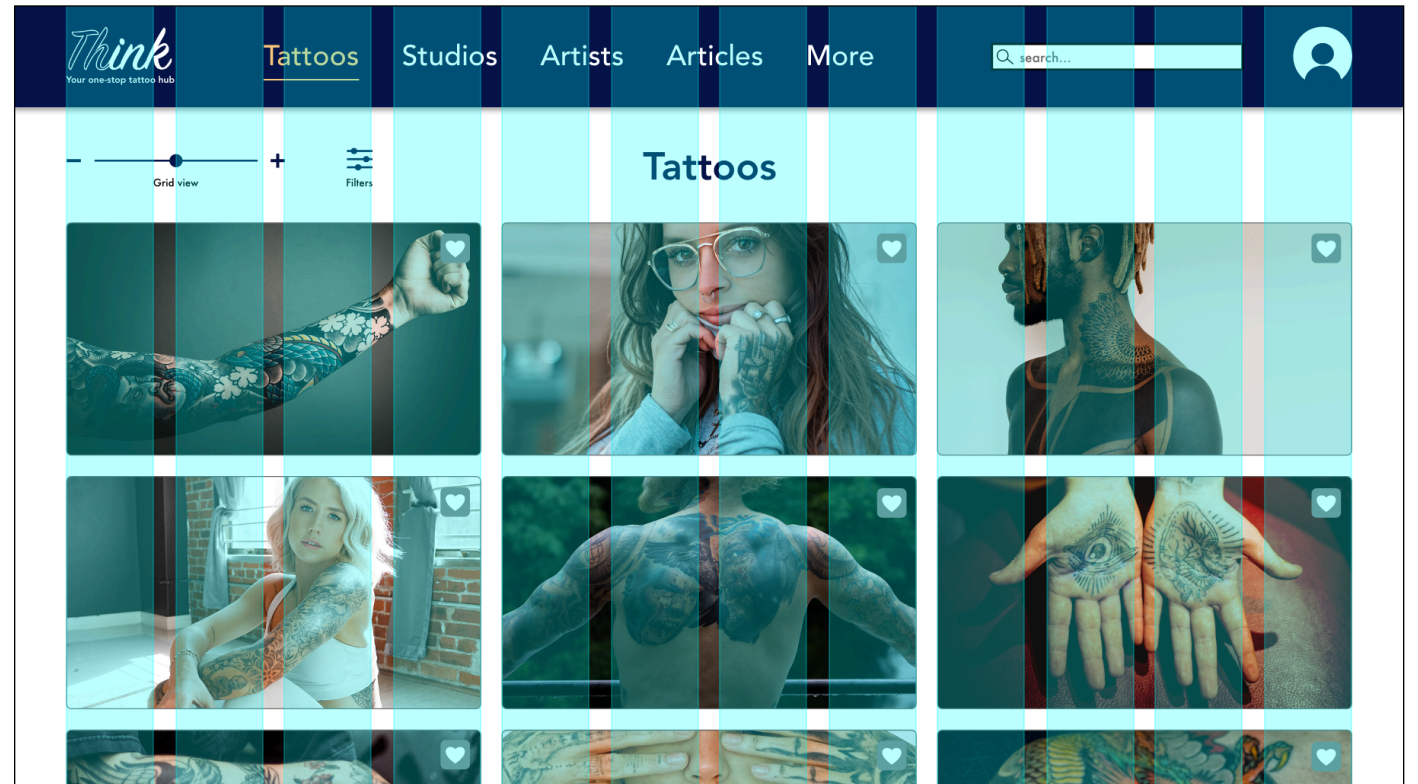 Think
Your one-stop tattoo hub
Tattoos Studios Artists Articles More
search...
− +
Grid view
Filters
Tattoos